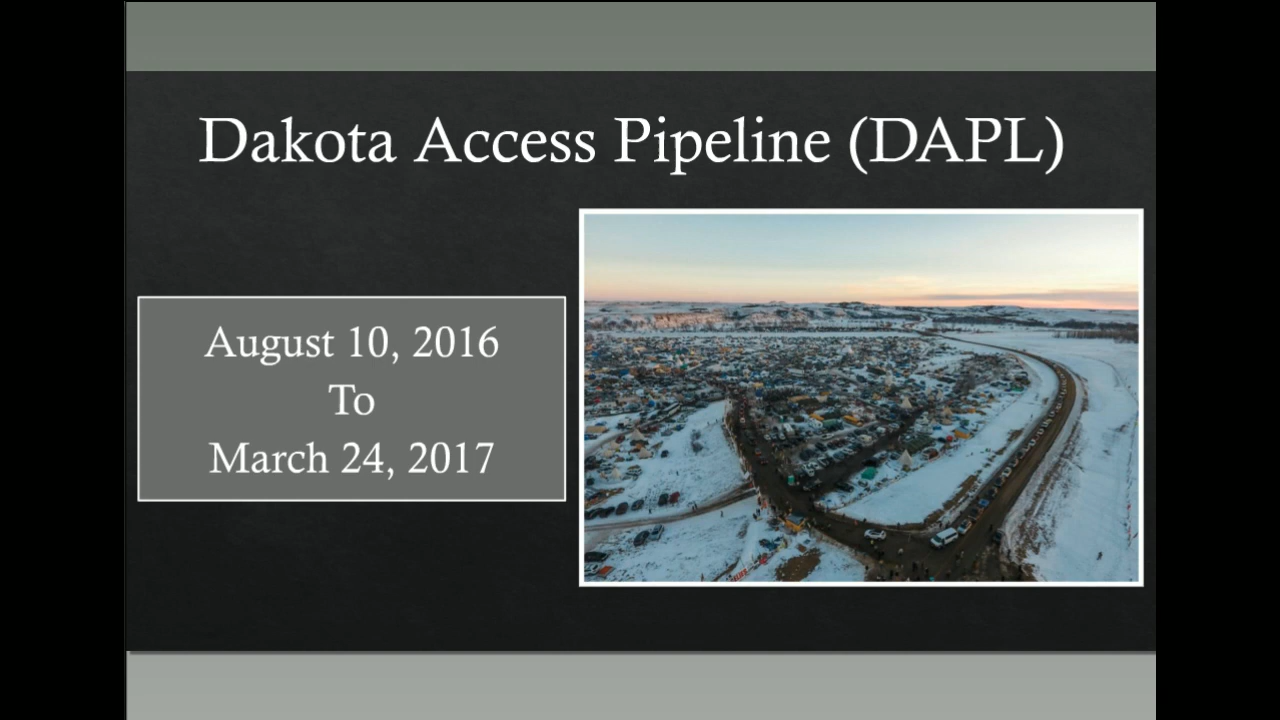 Dakota Access Pipeline (DAPL)
August 10, 2016
To
March 24, 2017